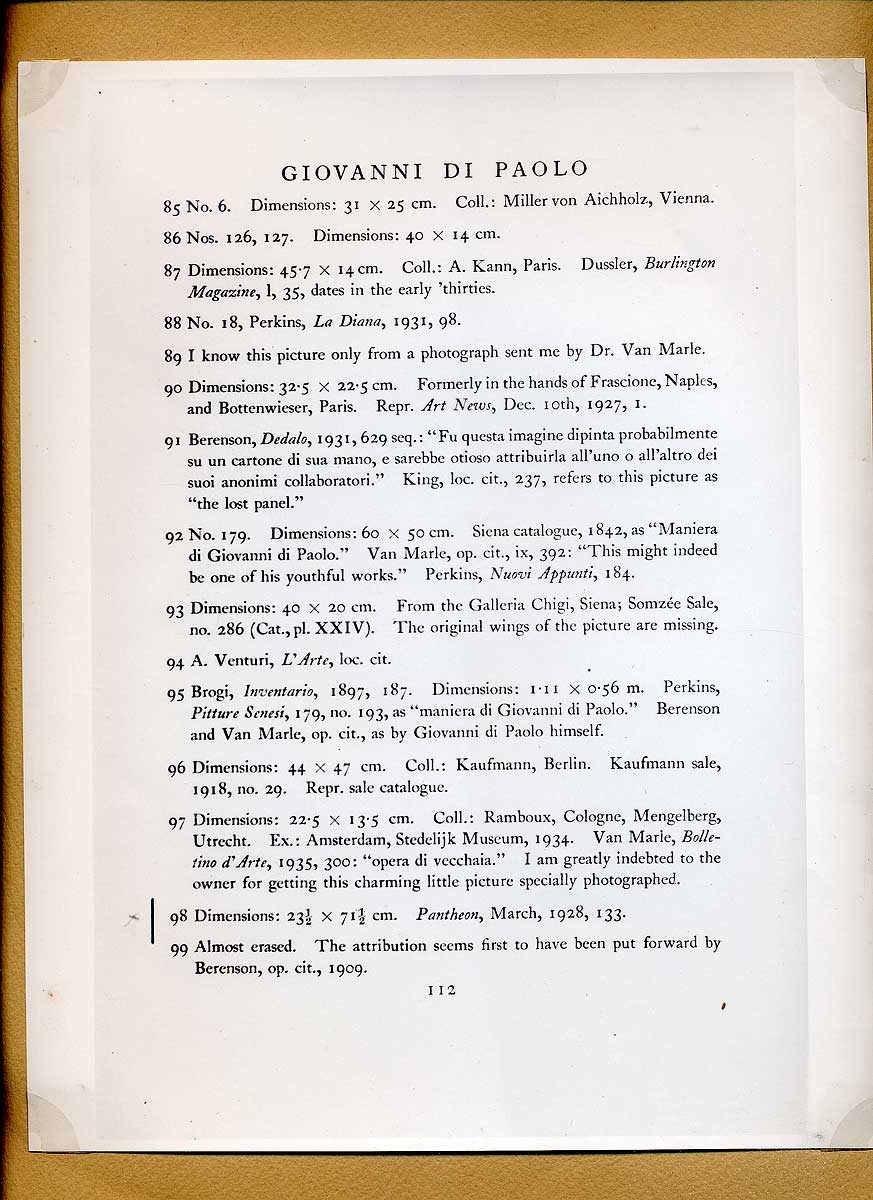 GIOVANNI DI PAOLO
85 No. 6. Dimensions: 31 × 25 cm. Coll.: Miller von Aichholz, Vienna.
86 Nos. 126, 127. Dimensions: 40 × 14 cm.
87 Dimensions: 45·7 × 14 cm. Coll.: A. Kann, Paris. Dussler, Burlington
Magazine, l, 35, dates in the early ’thirties.
88 No. 18, Perkins, La Diana, 1931, 98.
89 I know this picture only from a photograph sent me by Dr. Van Marle.
90 Dimensions: 32·5 × 22·5 cm. Formerly in the hands of Frascione, Naples,
and Bottenwieser, Paris. Repr. Art News, Dec. 10th, 1927, 1.
91 Berenson, Dedalo, 1931, 629 seq.: “Fu questa imagine dipinta probabilmente
su un cartone di sua mano, e sarebbe otioso attribuirla all’uno o all’altro dei
suoi anonimi collaboratori.” King, loc. cit., 237, refers to this picture as
“the lost panel.”
92 No. 179. Dimensions: 60 × 50 cm. Siena catalogue, 1842, as “Maniera
di Giovanni di Paolo.” Van Marle, op. cit., ix, 392: “This might indeed
be one of his youthful works.” Perkins, Nuovi Appunti, 184.
93 Dimensions: 40 × 20 cm. From the Galleria Chigi, Siena; Somzée Sale,
no. 286 (Cat., pl. XXIV). The original wings of the picture are missing.
94 A. Venturi, L’Arte, loc. cit.
95 Brogi, Inventario, 1897, 187. Dimensions: 1·11 × 0·56 m. Perkins,
Pitture Senesi, 179, no. 193, as “maniera di Giovanni di Paolo.” Berenson
and Van Marle, op. cit., as by Giovanni di Paolo himself.
96 Dimensions: 44 × 47 cm. Coll.: Kaufmann, Berlin. Kaufmann sale,
1918, no. 29. Repr. sale catalogue.
97 Dimensions: 22·5 × 13·5 cm. Coll.: Ramboux, Cologne, Mengelberg,
Utrecht. Ex.: Amsterdam, Stedelijk Museum, 1934. Van Marle, Bolle-
tino d’Arte, 1935, 300: “opera di vecchaia.” I am greatly indebted to the
owner for getting this charming little picture specially photographed.
98 Dimensions: 23½ × 71½ cm. Pantheon, March, 1928, 133.
99 Almost erased. The attribution seems first to have been put forward by
Berenson, op. cit., 1909.
112